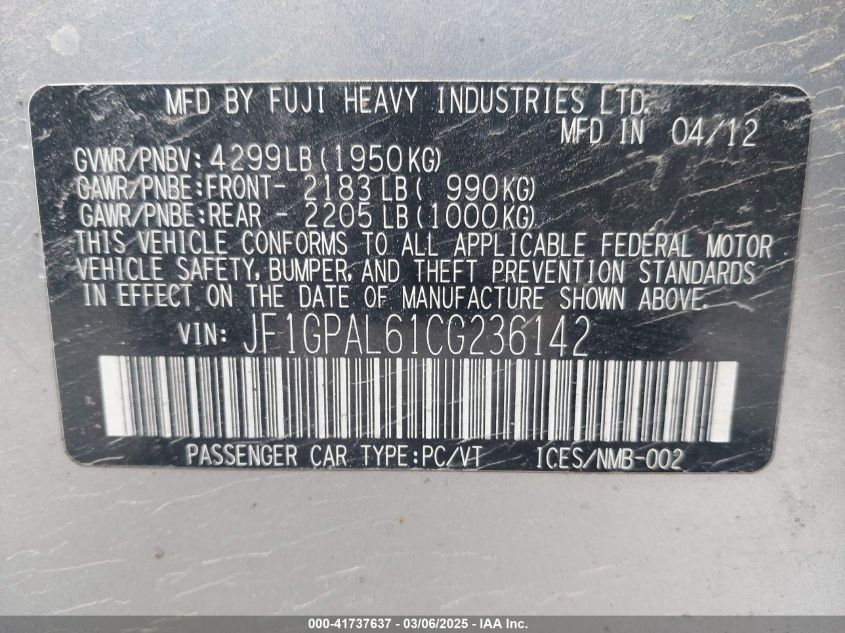 MFD BY FUJI HEAVY INDUSTRIES LTD.
MFD IN 04/12
GVWR/PNBV: 4299LB(1950KG)
GAWR/PNBE:FRONT- 2183LB( 990KG)
GAWR/PNBE:REAR - 2205LB(1000KG)
THIS VEHICLE CONFORMS TO ALL APPLICABLE FEDERAL MOTOR
VEHICLE SAFETY, BUMPER, AND THEFT PREVENTION STANDARDS
IN EFFECT ON THE DATE OF MANUFACTURE SHOWN ABOVE.
VIN: JF1GPAL61CG236142
PASSENGER CAR TYPE:PC/VT ICES/NMB-002
000-41737637 - 03/06/2025 - IAA Inc.